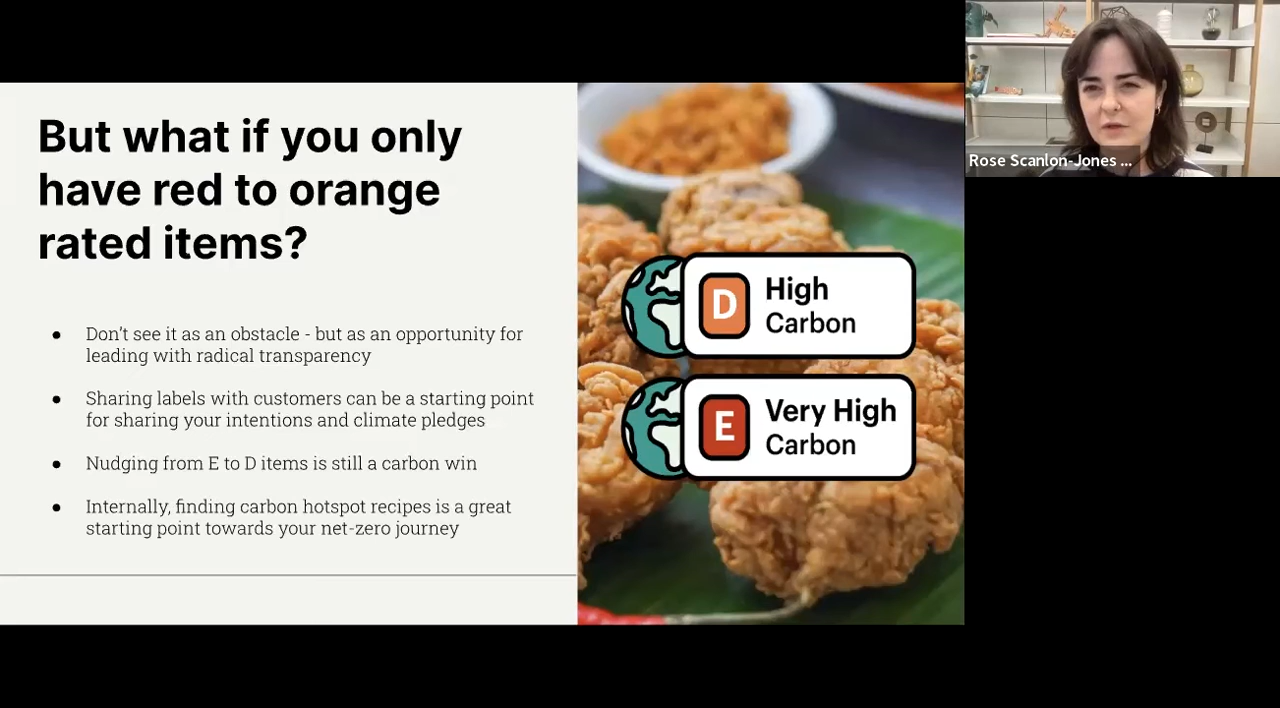 But what if you only
have red to orange
rated items?
● Don't see it as an obstacle - but as an opportunity for
leading with radical transparency
● Sharing labels with customers can be a starting point
for sharing your intentions and climate pledges
● Nudging from E to D items is still a carbon win
● Internally, finding carbon hotspot recipes is a great
starting point towards your net-zero journey
D High
Carbon
E Very High
Carbon
Rose Scanlon-Jones ...